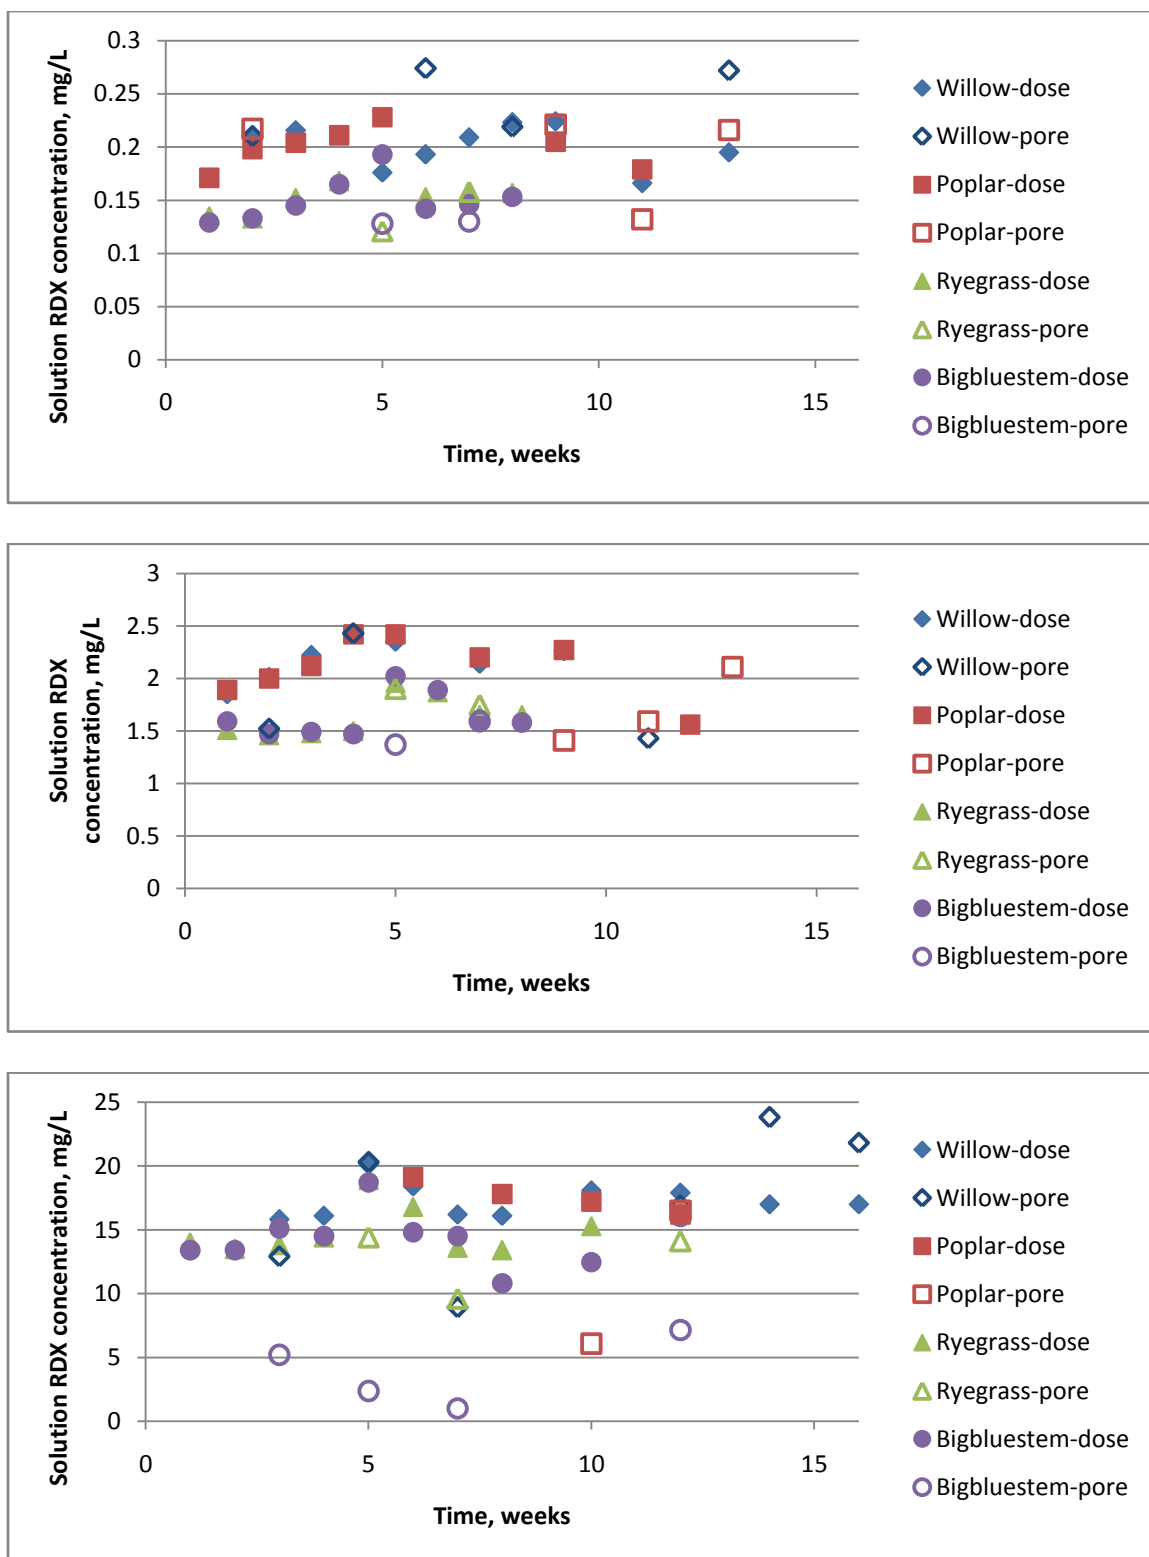 Solution RDX concentration, mg/L
0.3
0.25
0.2
0.15
0.1
0.05
0
0 5 10 15
Time, weeks
Willow-dose
Willow-pore
Poplar-dose
Poplar-pore
Ryegrass-dose
Ryegrass-pore
Bigbluestem-dose
Bigbluestem-pore
Solution RDX
concentration, mg/L
3
2.5
2
1.5
1
0.5
0
0 5 10 15
Time, weeks
Willow-dose
Willow-pore
Poplar-dose
Poplar-pore
Ryegrass-dose
Ryegrass-pore
Bigbluestem-dose
Bigbluestem-pore
Solution RDX concentration, mg/L
25
20
15
10
5
0
0 5 10 15
Time, weeks
Willow-dose
Willow-pore
Poplar-dose
Poplar-pore
Ryegrass-dose
Ryegrass-pore
Bigbluestem-dose
Bigbluestem-pore